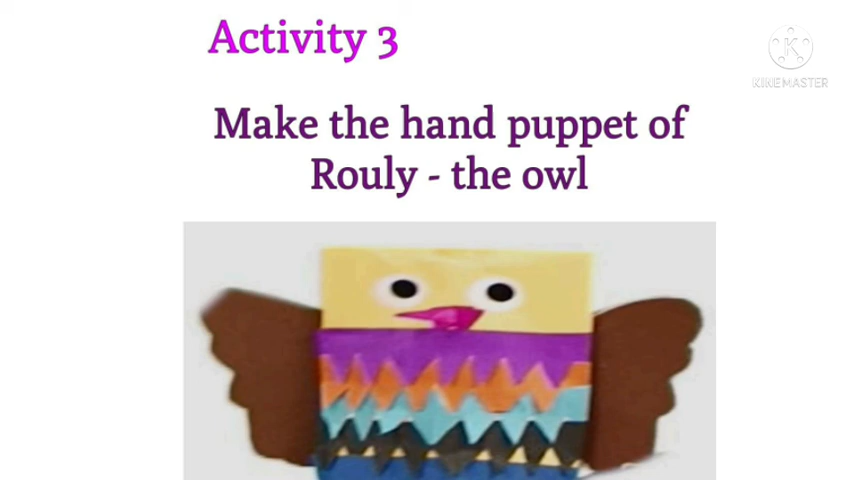 Activity 3
KINEMASTER
Make the hand puppet of
Rouly - the owl